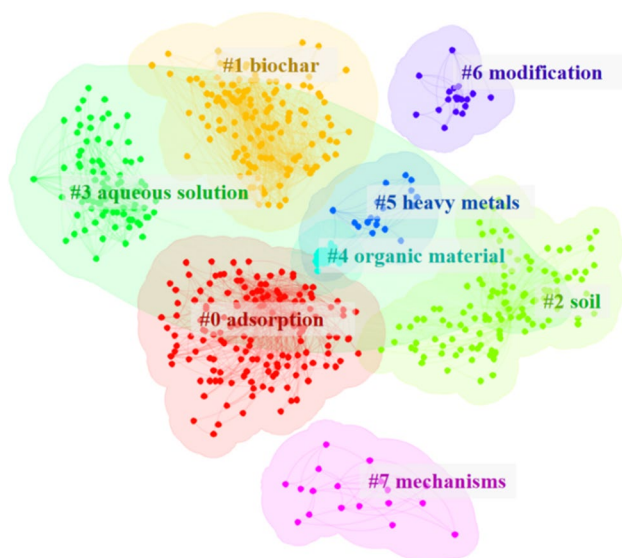 #1 biochar
#6 modification
#3 aqueous solution
#5 heavy metals
#4 organic material
#2 soil
#0 adsorption
#7 mechanisms